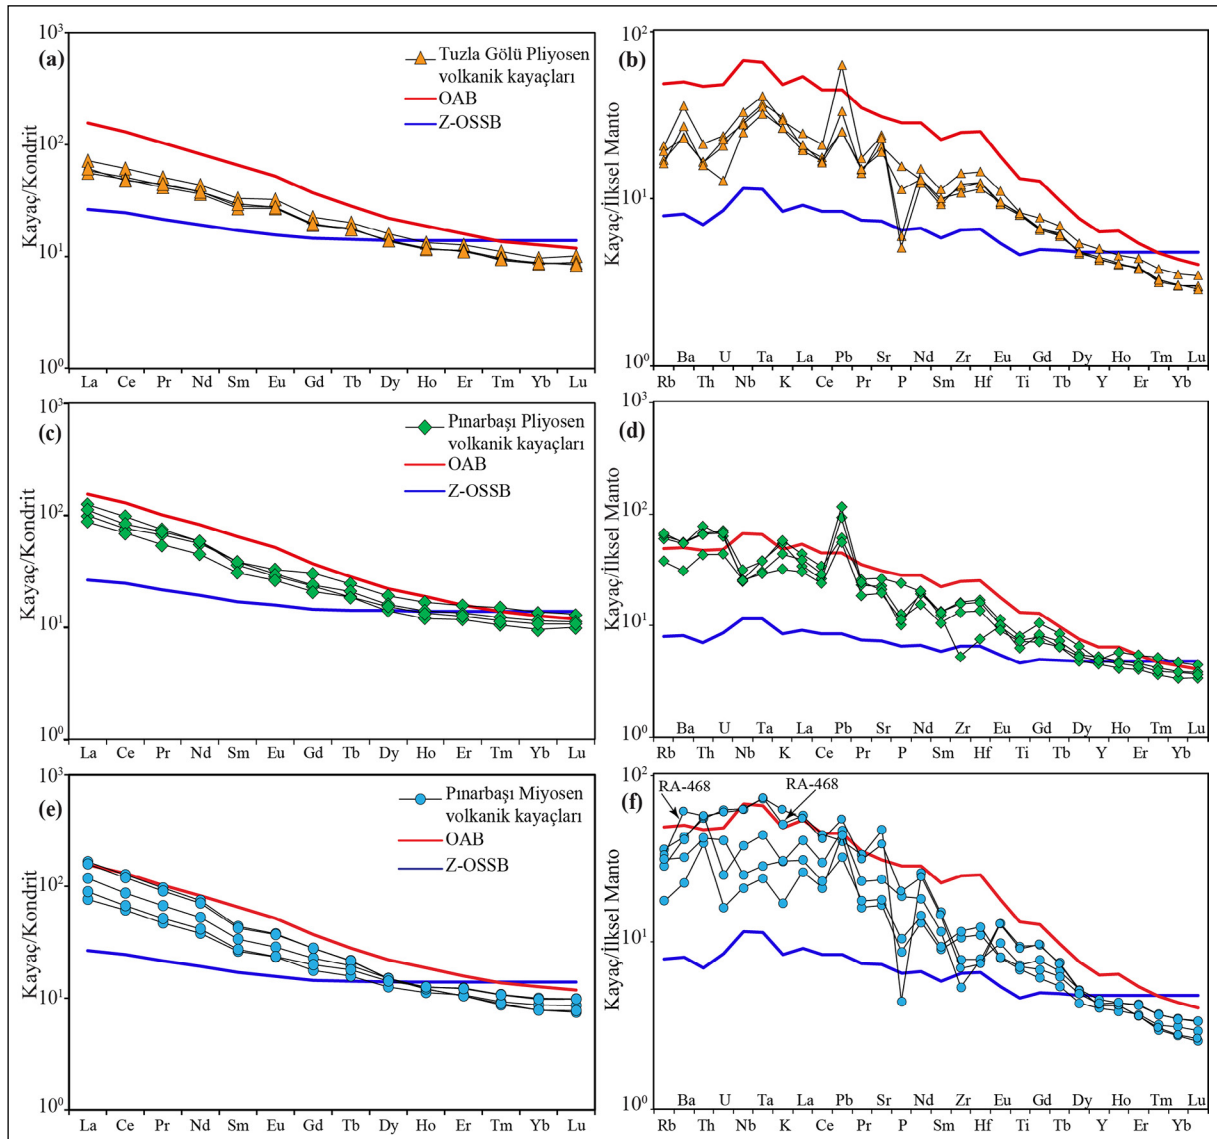 (a)
Tuzla Gölü Pliyosen
volkanik kayaçları
OAB
Z-OSSB
Kayaç/Kondrit
10³
10²
10¹
10⁰
La Ce Pr Nd Sm Eu Gd Tb Dy Ho Er Tm Yb Lu
(b)
Kayaç/İlksel Manto
10²
10¹
10⁰
Ba U Ta La Pb Sr Nd Zr Eu Gd Dy Ho Tm Lu
Rb Th Nb K Ce Pr P Sm Hf Ti Tb Y Er Yb
(c)
Pınarbaşı Pliyosen
volkanik kayaçları
OAB
Z-OSSB
Kayaç/Kondrit
10³
10²
10¹
10⁰
La Ce Pr Nd Sm Eu Gd Tb Dy Ho Er Tm Yb Lu
(d)
Kayaç/İlksel Manto
10³
10²
10¹
10⁰
Ba U Ta La Pb Sr Nd Zr Eu Gd Dy Ho Tm Lu
Rb Th Nb K Ce Pr P Sm Hf Ti Tb Y Er Yb
(e)
Pınarbaşı Miyosen
volkanik kayaçları
OAB
Z-OSSB
Kayaç/Kondrit
10³
10²
10¹
10⁰
La Ce Pr Nd Sm Eu Gd Tb Dy Ho Er Tm Yb Lu
(f)
RA-468
RA-468
Kayaç/İlksel Manto
10²
10¹
10⁰
Ba U Ta La Pb Sr Nd Zr Eu Gd Dy Ho Tm Lu
Rb Th Nb K Ce Pr P Sm Hf Ti Tb Y Er Yb